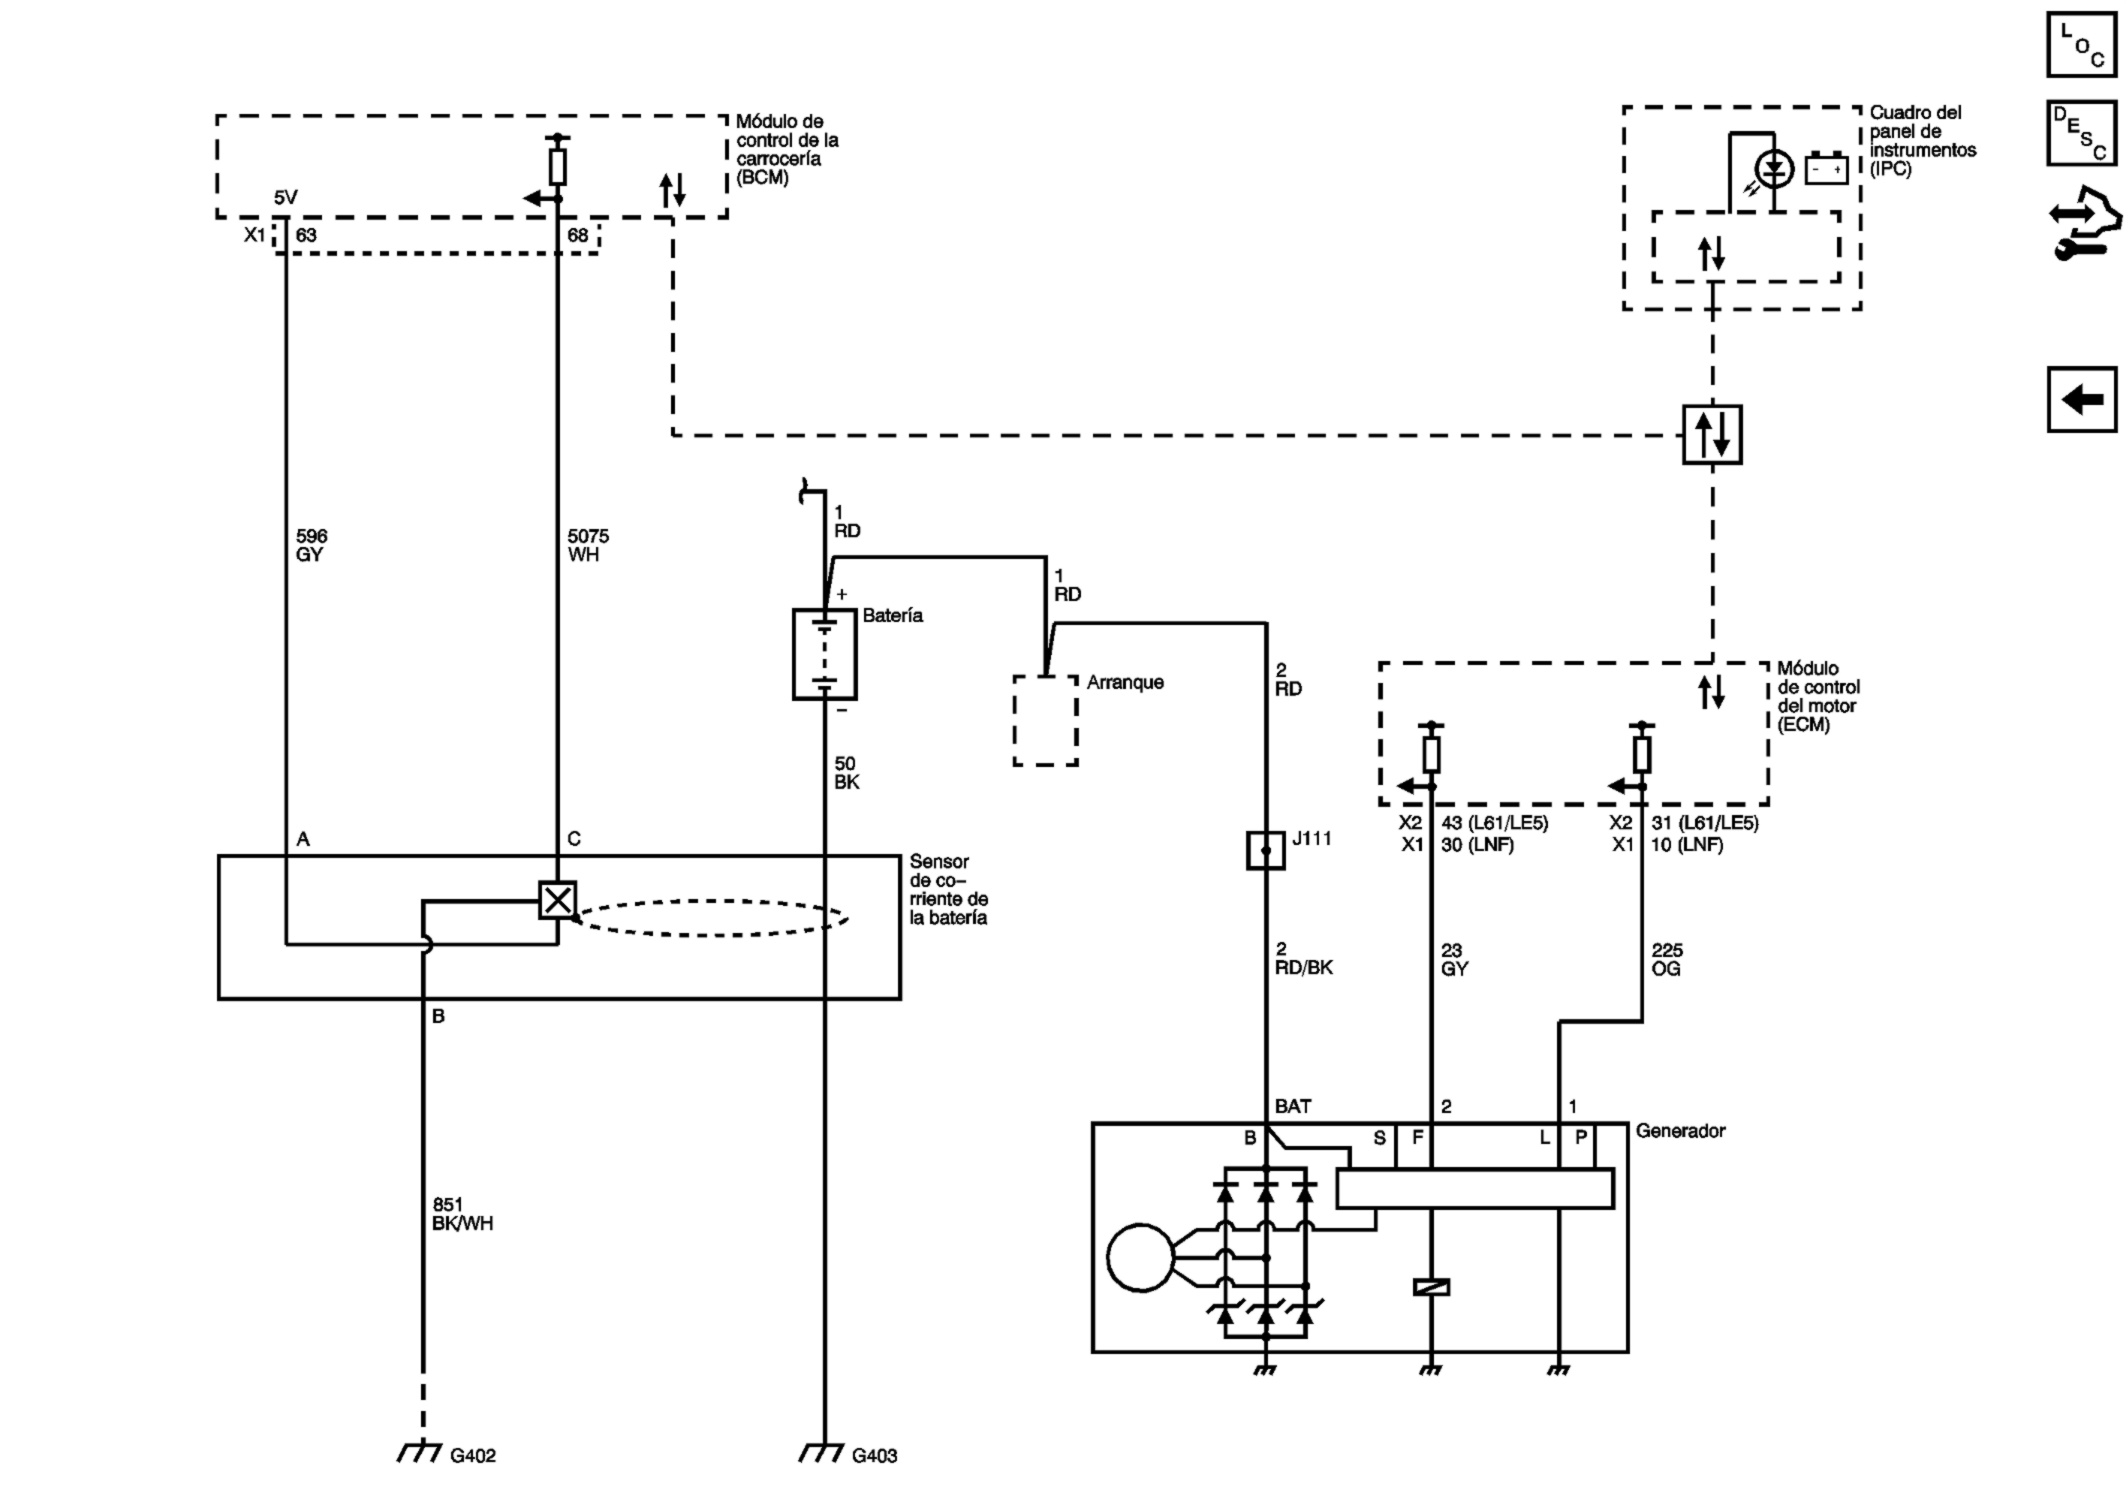 LOC
DESC
Módulo de
control de la
carrocería
(BCM)
5V
X1
63
68
Cuadro del
panel de
instrumentos
(IPC)
- +
596
GY
5075
WH
1
RD
+
Batería
−
1
RD
Arranque
2
RD
50
BK
Módulo
de control
del motor
(ECM)
X2 43 (L61/LE5)
X1 30 (LNF)
X2 31 (L61/LE5)
X1 10 (LNF)
J111
A
C
Sensor
de co–
rriente de
la batería
B
2
RD/BK
23
GY
225
OG
BAT
2
1
Generador
B
S
F
L
P
851
BK/WH
G402
G403